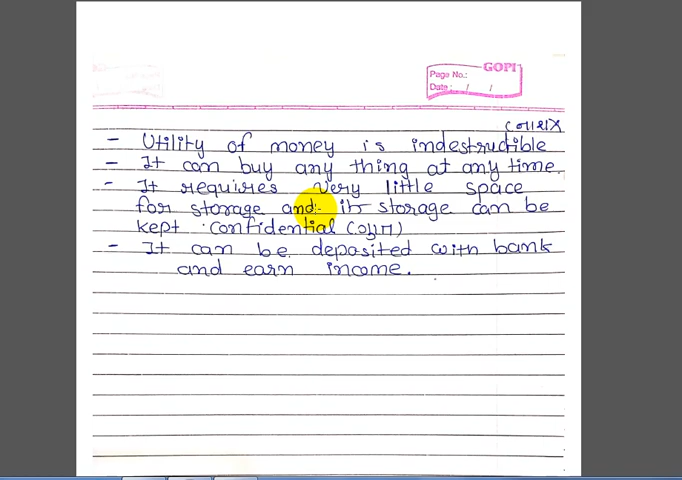 GOPI
Page No.:
Date: / /
- Utility of money is indestructible
- It can buy any thing at any time.
- It requires very little space
for storage and its storage can be
kept confidential (ગુપ્ત)
- It can be deposited with bank
and earn income.